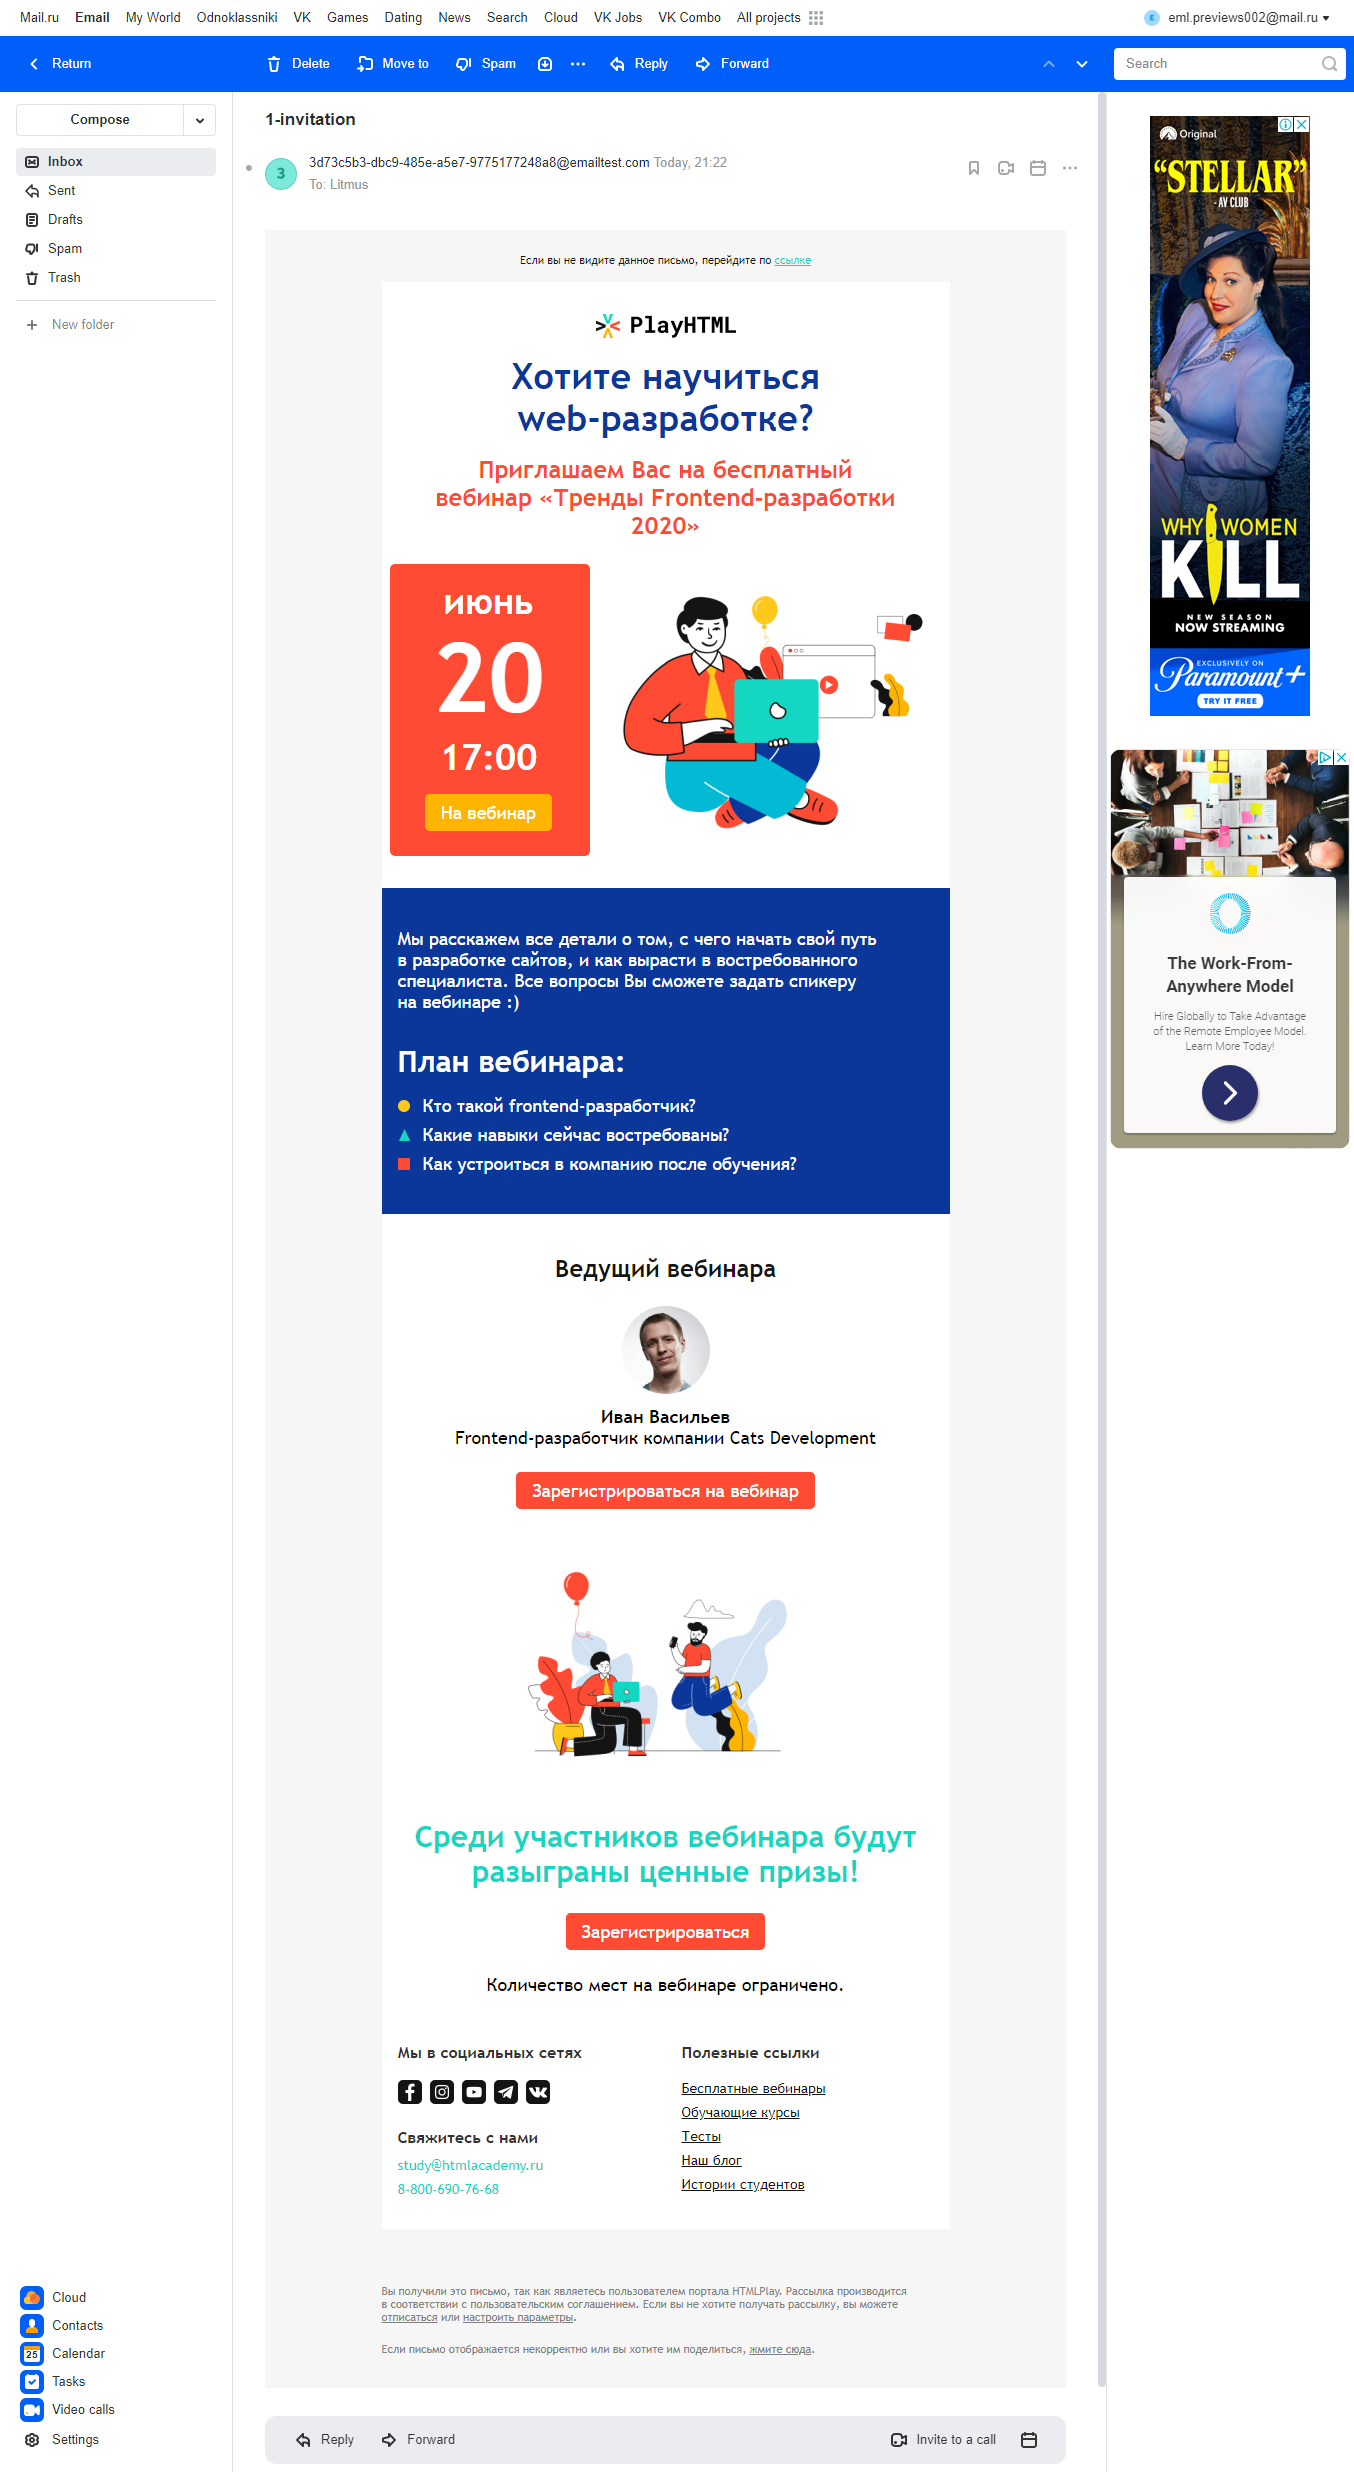 Mail.ru Email My World Odnoklassniki VK Games Dating News Search Cloud VK Jobs VK Combo All projects
E eml.previews002@mail.ru
Return Delete Move to Spam Reply Forward Search
Compose
Inbox
Sent
Drafts
Spam
Trash
New folder
1-invitation
3 3d73c5b3-dbc9-485e-a5e7-9775177248a8@emailtest.com Today, 21:22
To: Litmus
Если вы не видите данное письмо, перейдите по ссылке
PlayHTML
Хотите научиться
web-разработке?
Приглашаем Вас на бесплатный
вебинар «Тренды Frontend-разработки
2020»
июнь
20
17:00
На вебинар
Мы расскажем все детали о том, с чего начать свой путь
в разработке сайтов, и как вырасти в востребованного
специалиста. Все вопросы Вы сможете задать спикеру
на вебинаре :)
План вебинара:
Кто такой frontend-разработчик?
Какие навыки сейчас востребованы?
Как устроиться в компанию после обучения?
Ведущий вебинара
Иван Васильев
Frontend-разработчик компании Cats Development
Зарегистрироваться на вебинар
Среди участников вебинара будут
разыграны ценные призы!
Зарегистрироваться
Количество мест на вебинаре ограничено.
Мы в социальных сетях
Свяжитесь с нами
study@htmlacademy.ru
8-800-690-76-68
Полезные ссылки
Бесплатные вебинары
Обучающие курсы
Тесты
Наш блог
Истории студентов
Вы получили это письмо, так как являетесь пользователем портала HTMLPlay. Рассылка производится
в соответствии с пользовательским соглашением. Если вы не хотите получать рассылку, вы можете
отписаться или настроить параметры.
Если письмо отображается некорректно или вы хотите им поделиться, жмите сюда.
Reply Forward Invite to a call
Original
“STELLAR”
- AV CLUB
WHY WOMEN
KILL
NEW SEASON
NOW STREAMING
EXCLUSIVELY ON
Paramount+
TRY IT FREE
The Work-From-
Anywhere Model
Hire Globally to Take Advantage
of the Remote Employee Model.
Learn More Today!
Cloud
Contacts
25 Calendar
Tasks
Video calls
Settings